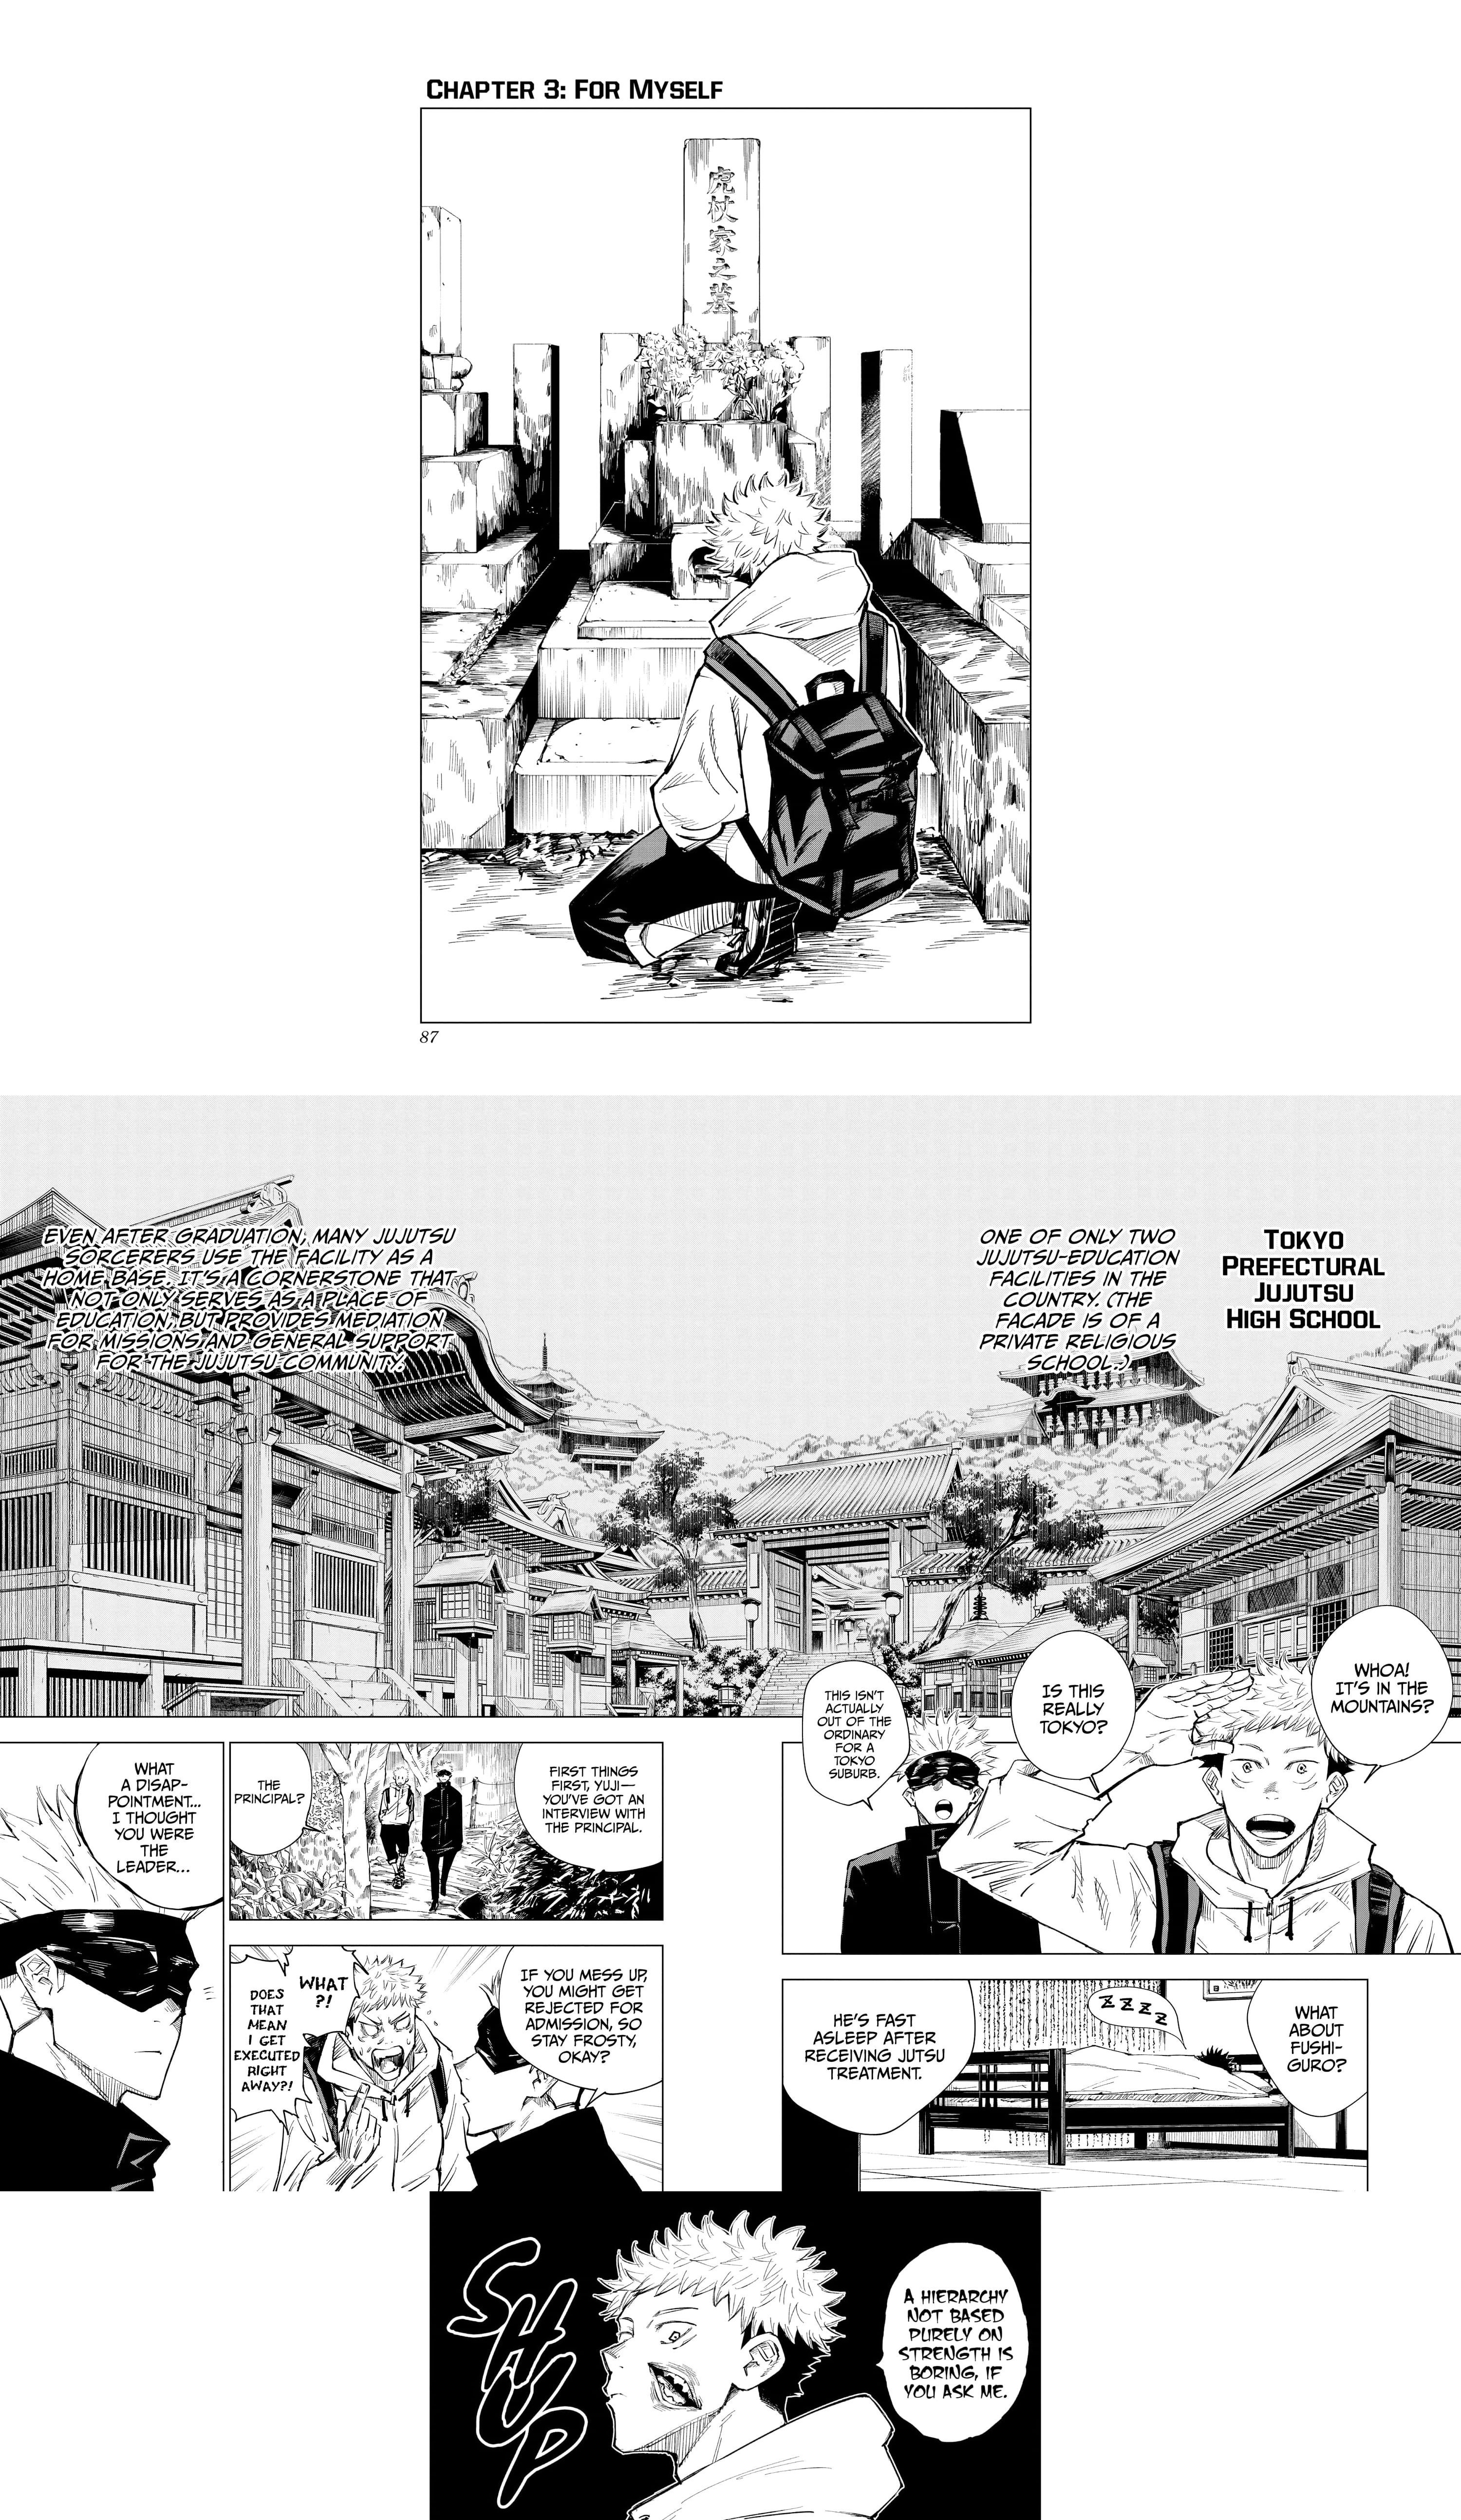 Chapter 3: For Myself
虎杖家之墓
87
Tokyo
Prefectural
Jujutsu
High School
ONE OF ONLY TWO
JUJUTSU-EDUCATION
FACILITIES IN THE
COUNTRY. (THE
FACADE IS OF A
PRIVATE RELIGIOUS
SCHOOL.)
EVEN AFTER GRADUATION, MANY JUJUTSU
SORCERERS USE THE FACILITY AS A
HOME BASE. IT'S A CORNERSTONE THAT
NOT ONLY SERVES AS A PLACE OF
EDUCATION, BUT PROVIDES MEDIATION
FOR MISSIONS AND GENERAL SUPPORT
FOR THE JUJUTSU COMMUNITY.
WHOA!
IT'S IN THE
MOUNTAINS?
IS THIS
REALLY
TOKYO?
THIS ISN'T
ACTUALLY
OUT OF THE
ORDINARY
FOR A
TOKYO
SUBURB.
WHAT
ABOUT
FUSHI-
GURO?
ZZZZ
HE'S FAST
ASLEEP AFTER
RECEIVING JUTSU
TREATMENT.
FIRST THINGS
FIRST, YUJI—
YOU'VE GOT AN
INTERVIEW WITH
THE PRINCIPAL.
THE
PRINCIPAL?
IF YOU MESS UP,
YOU MIGHT GET
REJECTED FOR
ADMISSION, SO
STAY FROSTY,
OKAY?
WHAT
?!
DOES
THAT
MEAN
I GET
EXECUTED
RIGHT
AWAY?!
WHAT
A DISAP-
POINTMENT...
I THOUGHT
YOU WERE
THE
LEADER...
A HIERARCHY
NOT BASED
PURELY ON
STRENGTH IS
BORING, IF
YOU ASK ME.
SHUP